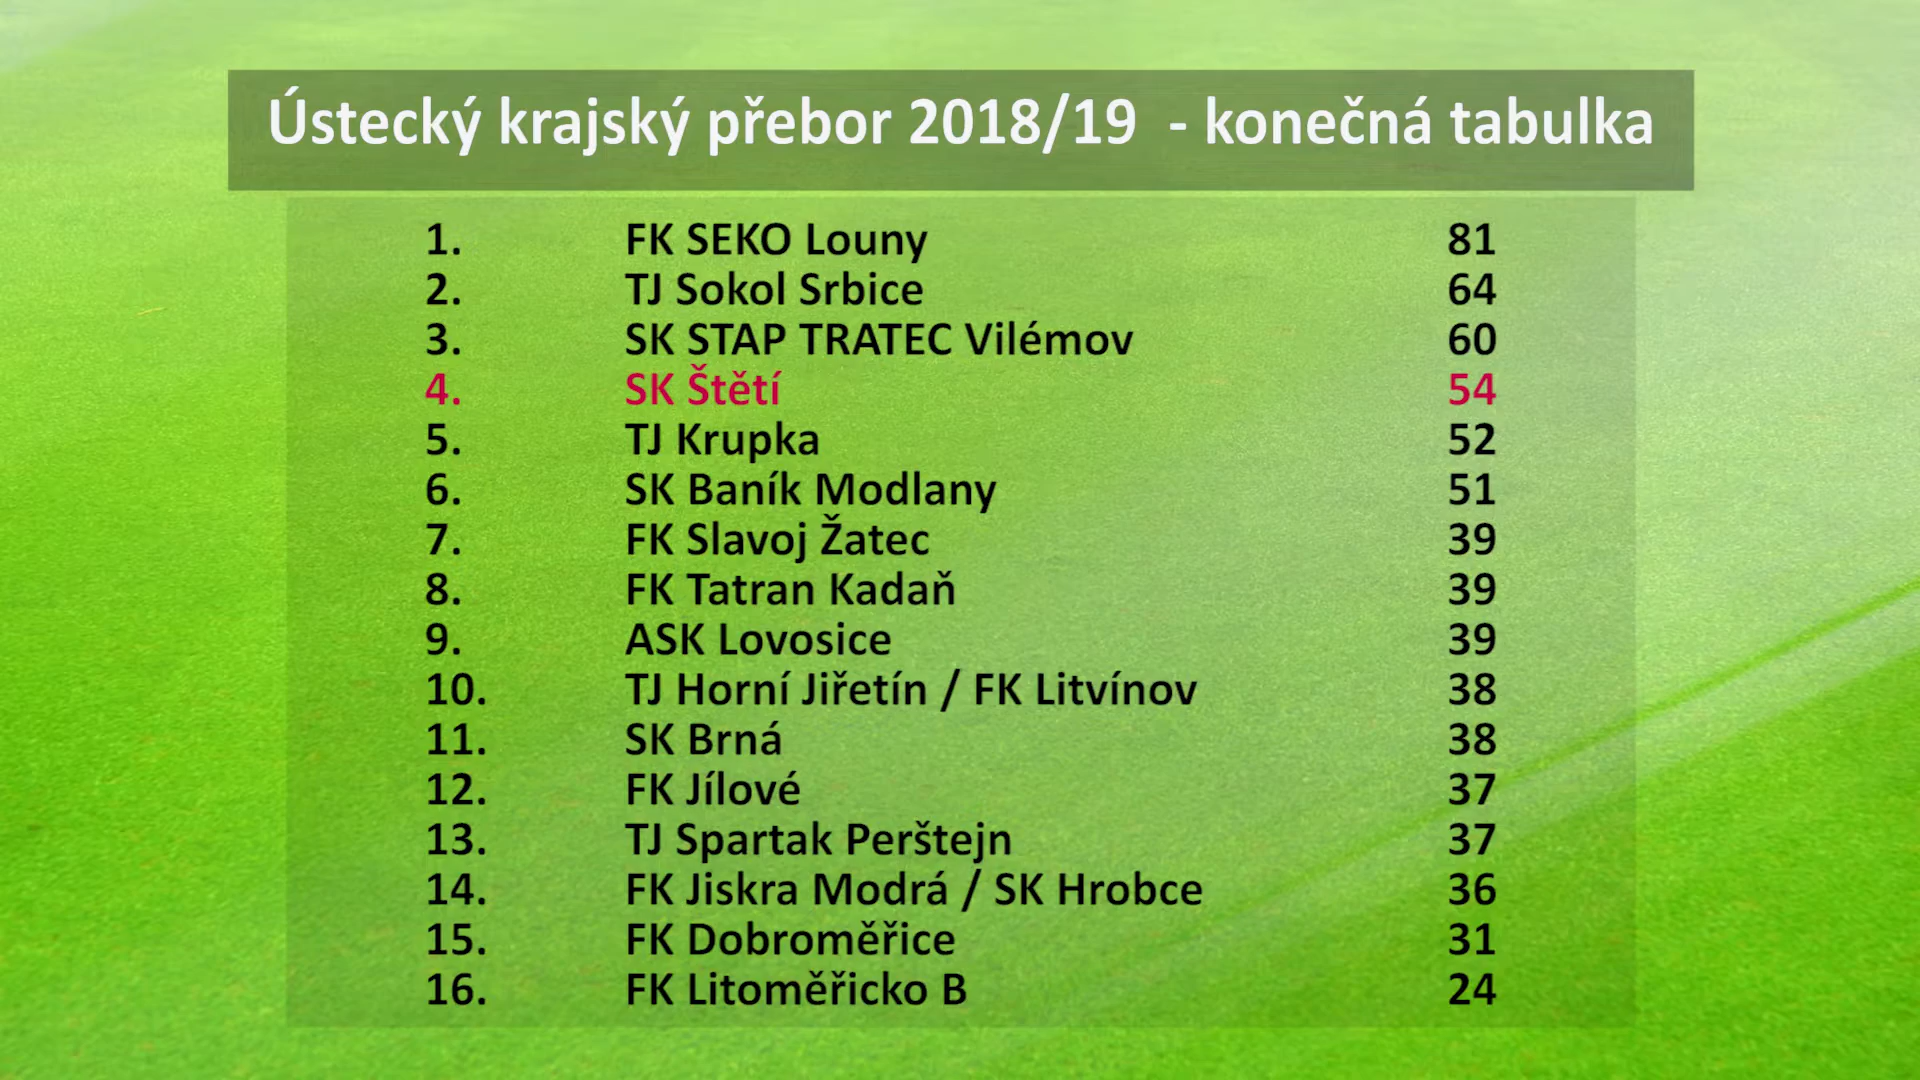 Ústecký krajský přebor 2018/19 - konečná tabulka
1. FK SEKO Louny 81
2. TJ Sokol Srbice 64
3. SK STAP TRATEC Vilémov 60
4. SK Štětí 54
5. TJ Krupka 52
6. SK Baník Modlany 51
7. FK Slavoj Žatec 39
8. FK Tatran Kadaň 39
9. ASK Lovosice 39
10. TJ Horní Jiřetín / FK Litvínov 38
11. SK Brná 38
12. FK Jílové 37
13. TJ Spartak Perštejn 37
14. FK Jiskra Modrá / SK Hrobce 36
15. FK Dobroměřice 31
16. FK Litoměřicko B 24